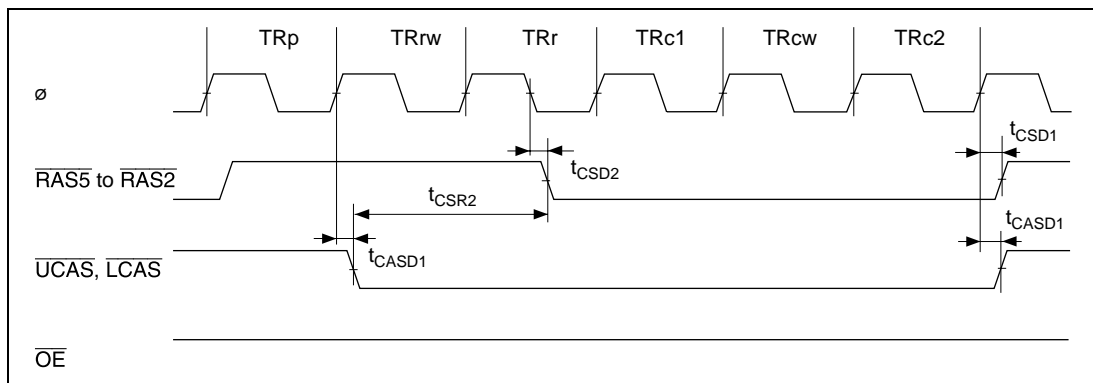 TRp TRrw TRr TRc1 TRcw TRc2
ø
tCSD1
RAS5 to RAS2
tCSD2
tCSR2
tCASD1
UCAS, LCAS
tCASD1
OE